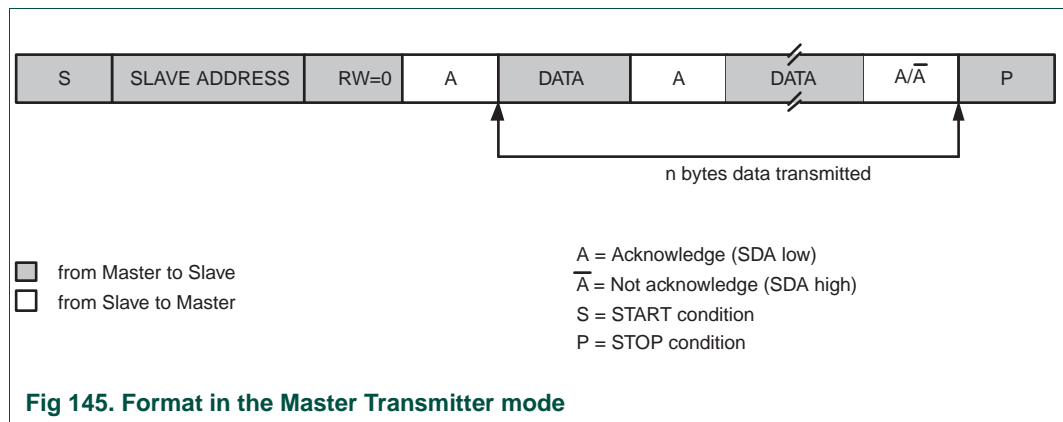 S SLAVE ADDRESS RW=0 A DATA A DATA A/A̅ P
n bytes data transmitted
from Master to Slave
from Slave to Master
A = Acknowledge (SDA low)
A̅ = Not acknowledge (SDA high)
S = START condition
P = STOP condition
Fig 145. Format in the Master Transmitter mode